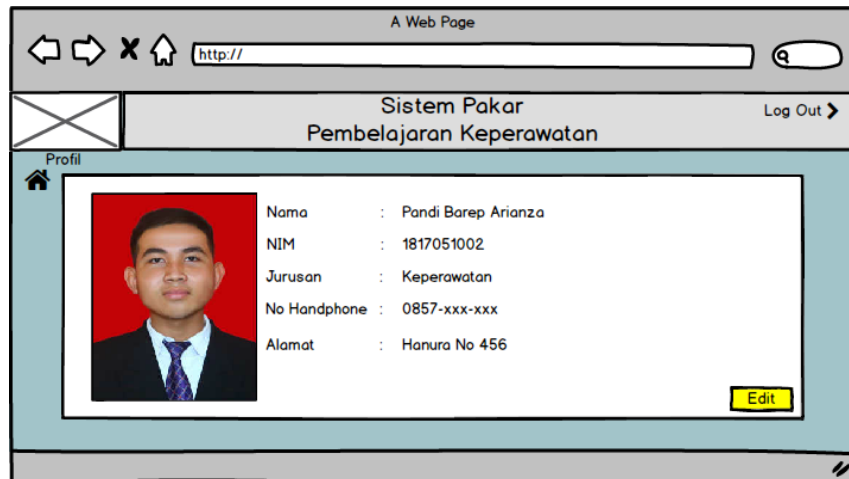 A Web Page
http://
Sistem Pakar
Pembelajaran Keperawatan
Log Out
Profil
Nama : Pandi Barep Arianza
NIM : 1817051002
Jurusan : Keperawatan
No Handphone : 0857-xxx-xxx
Alamat : Hanura No 456
Edit